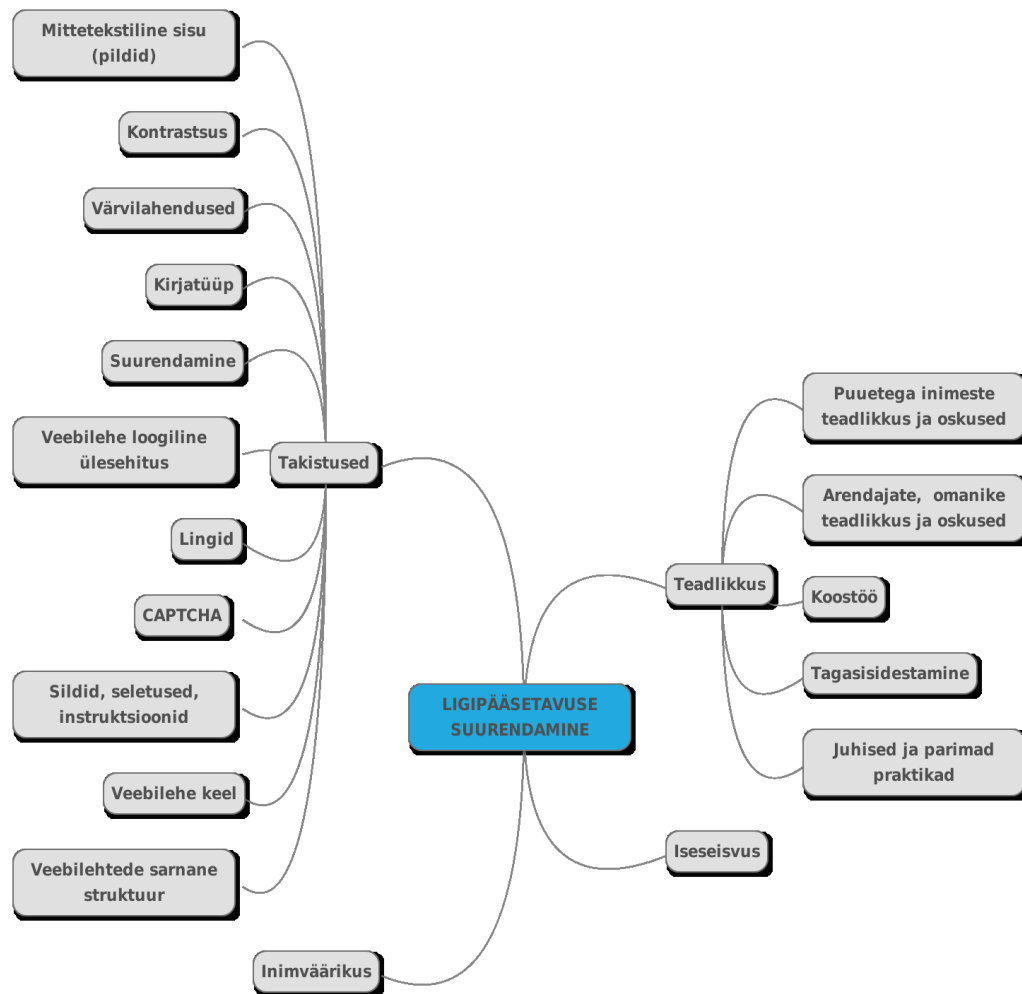 Mittetekstiline sisu
(pildid)
Kontrastsus
Värvilahendused
Kirjatüüp
Suurendamine
Veebilehe loogiline
ülesehitus
Takistused
Lingid
CAPTCHA
Sildid, seletused,
instruktsioonid
Veebilehe keel
Veebilehtede sarnane
struktuur
Inimväärikus
LIGIPÄÄSETAVUSE
SUURENDAMINE
Puuetega inimeste
teadlikkus ja oskused
Arendajate, omanike
teadlikkus ja oskused
Teadlikkus
Koostöö
Tagasisidestamine
Juhised ja parimad
praktikad
Iseseisvus